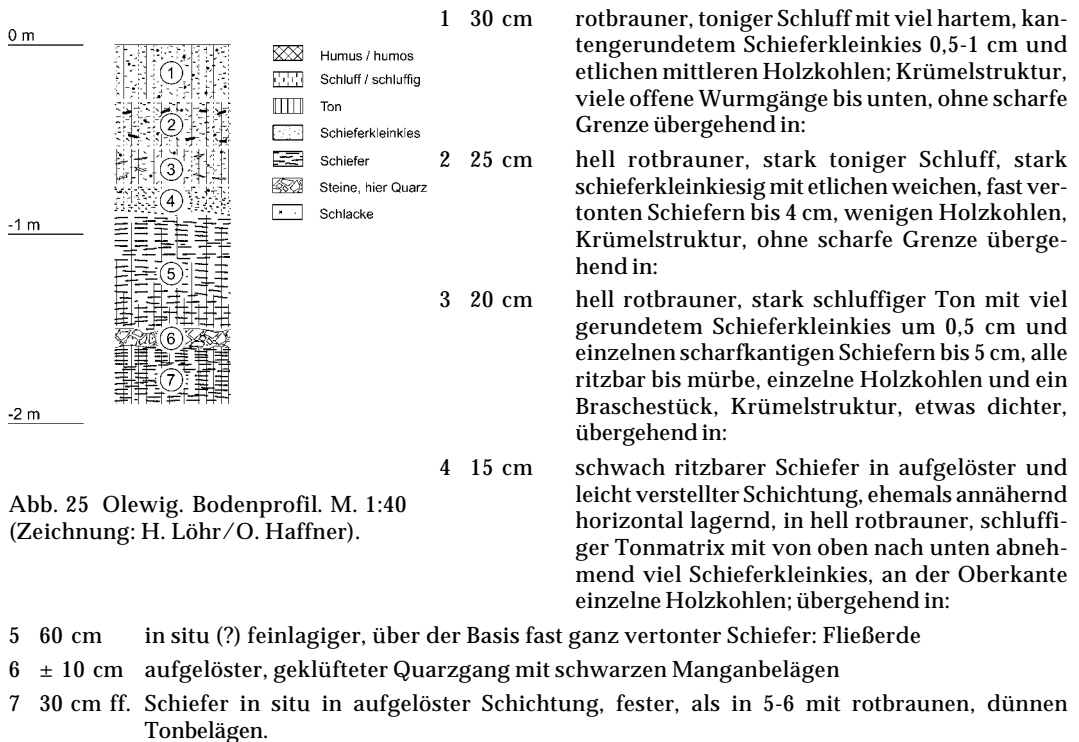 0 m
1
2
3
4
-1 m
5
6
7
-2 m
Humus / humos
Schluff / schluffig
Ton
Schieferkleinkies
Schiefer
Steine, hier Quarz
Schlacke
Abb. 25 Olewig. Bodenprofil. M. 1:40
(Zeichnung: H. Löhr/O. Haffner).
1 30 cm rotbrauner, toniger Schluff mit viel hartem, kan-
tengerundetem Schieferkleinkies 0,5-1 cm und
etlichen mittleren Holzkohlen; Krümelstruktur,
viele offene Wurmgänge bis unten, ohne scharfe
Grenze übergehend in:
2 25 cm hell rotbrauner, stark toniger Schluff, stark
schieferkleinkiesig mit etlichen weichen, fast ver-
tonten Schiefern bis 4 cm, wenigen Holzkohlen,
Krümelstruktur, ohne scharfe Grenze überge-
hend in:
3 20 cm hell rotbrauner, stark schluffiger Ton mit viel
gerundetem Schieferkleinkies um 0,5 cm und
einzelnen scharfkantigen Schiefern bis 5 cm, alle
ritzbar bis mürbe, einzelne Holzkohlen und ein
Braschestück, Krümelstruktur, etwas dichter,
übergehend in:
4 15 cm schwach ritzbarer Schiefer in aufgelöster und
leicht verstellter Schichtung, ehemals annähernd
horizontal lagernd, in hell rotbrauner, schluffi-
ger Tonmatrix mit von oben nach unten abneh-
mend viel Schieferkleinkies, an der Oberkante
einzelne Holzkohlen; übergehend in:
5 60 cm in situ (?) feinlagiger, über der Basis fast ganz vertonter Schiefer: Fließerde
6 ± 10 cm aufgelöster, geklüfteter Quarzgang mit schwarzen Manganbelägen
7 30 cm ff. Schiefer in situ in aufgelöster Schichtung, fester, als in 5-6 mit rotbraunen, dünnen
Tonbelägen.